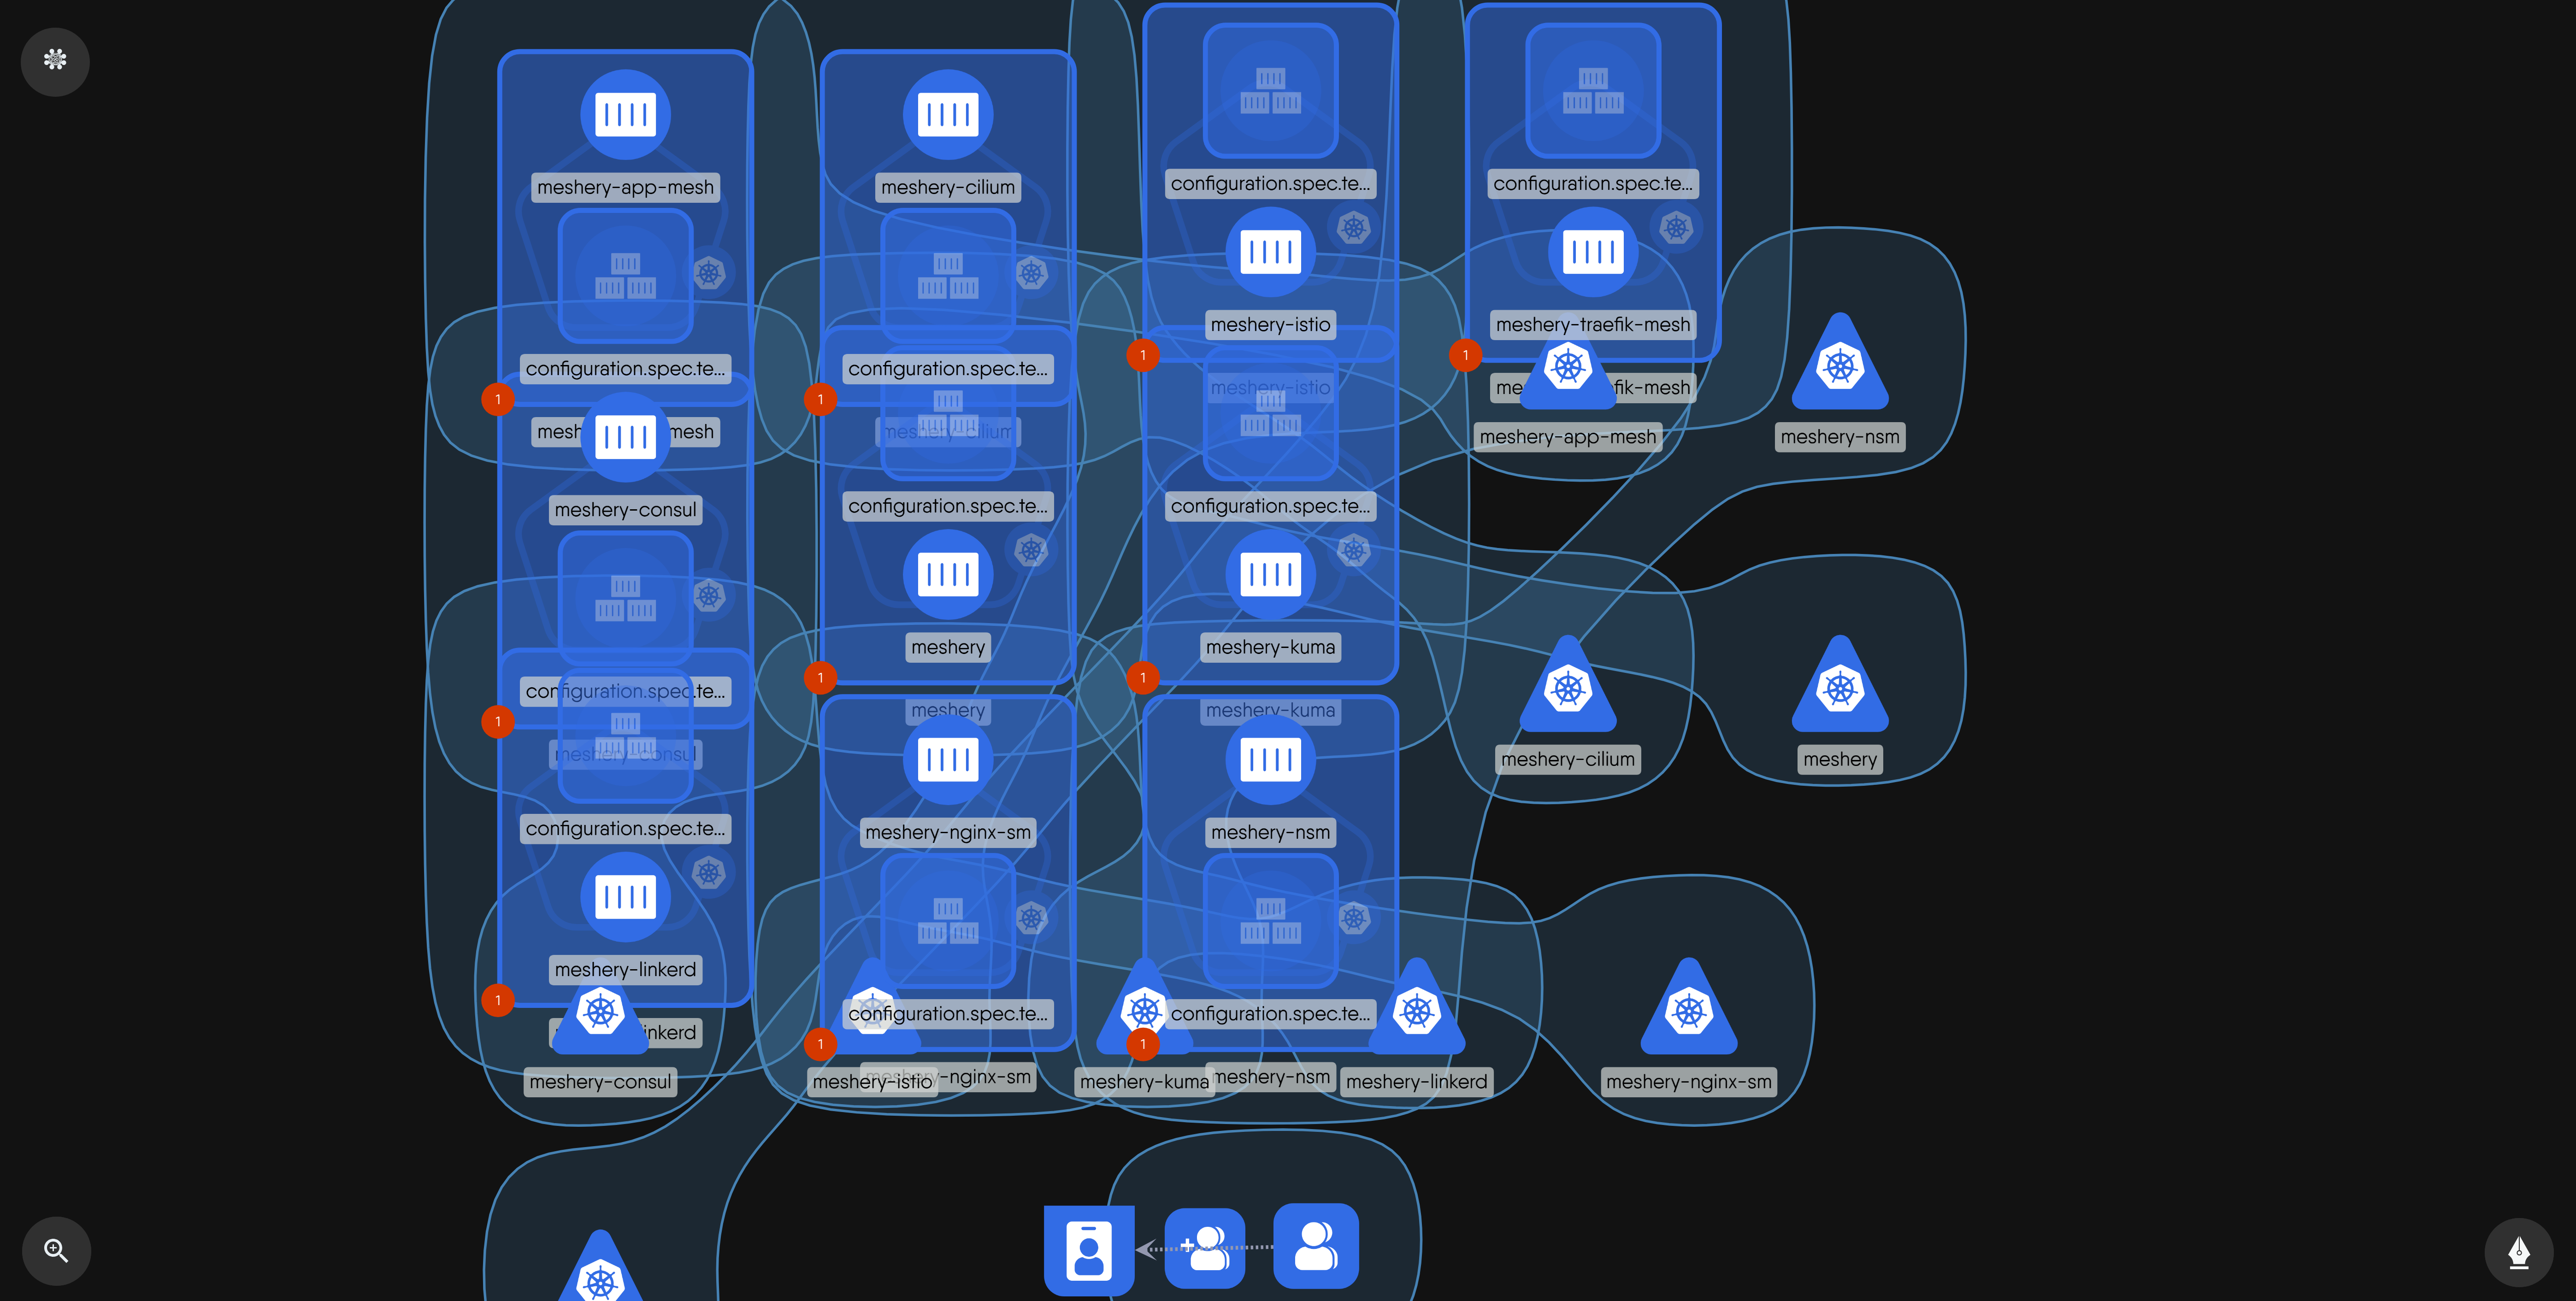 meshery-app-mesh
configuration.spec.te...
1
mesh
mesh
meshery-consul
configuration.spec.te...
1
meshery-consul
configuration.spec.te...
meshery-linkerd
1
inkerd
meshery-consul
meshery-cilium
configuration.spec.te...
1
meshery-cilium
configuration.spec.te...
meshery
1
meshery
meshery-nginx-sm
configuration.spec.te...
1
meshery-istio
-nginx-sm
configuration.spec.te...
meshery-istio
1
meshery-istio
configuration.spec.te...
meshery-kuma
1
meshery-kuma
meshery-nsm
configuration.spec.te...
1
meshery-kuma
meshery-nsm
meshery-linkerd
configuration.spec.te...
meshery-traefik-mesh
1
me
fik-mesh
meshery-app-mesh
meshery-nsm
meshery-cilium
meshery
meshery-nginx-sm